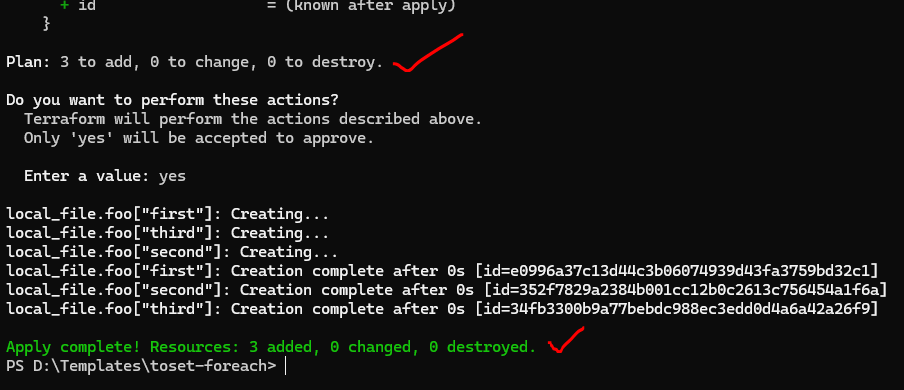 + id = (known after apply)
}
Plan: 3 to add, 0 to change, 0 to destroy.
Do you want to perform these actions?
Terraform will perform the actions described above.
Only 'yes' will be accepted to approve.
Enter a value: yes
local_file.foo["first"]: Creating...
local_file.foo["third"]: Creating...
local_file.foo["second"]: Creating...
local_file.foo["first"]: Creation complete after 0s [id=e0996a37c13d44c3b06074939d43fa3759bd32c1]
local_file.foo["second"]: Creation complete after 0s [id=352f7829a2384b001cc12b0c2613c756454a1f6a]
local_file.foo["third"]: Creation complete after 0s [id=34fb3300b9a77bebdc988ec3edd0d4a6a42a26f9]
Apply complete! Resources: 3 added, 0 changed, 0 destroyed.
PS D:\Templates\toset-foreach>